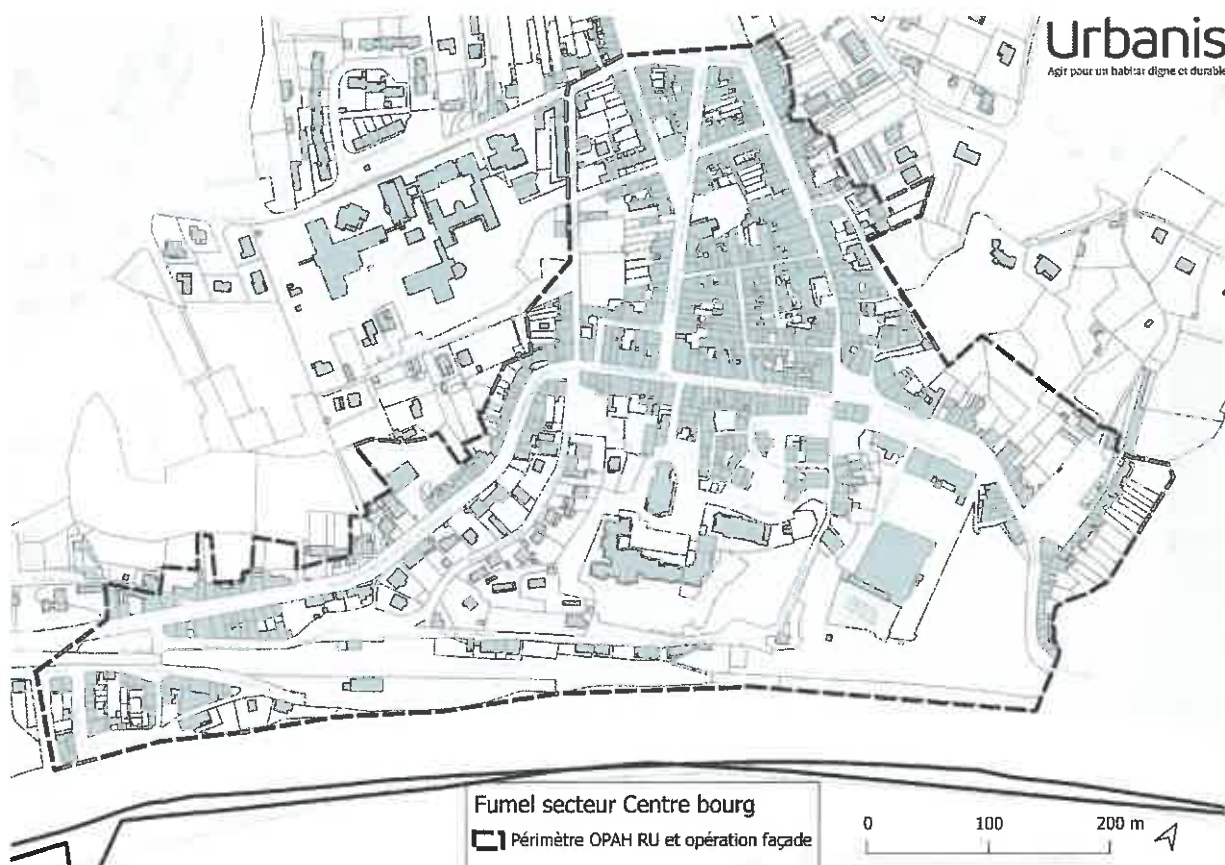 Urbanis
Agir pour un habitat digne et durable
Fumel secteur Centre bourg
Périmètre OPAH RU et opération façade
0 100 200 m